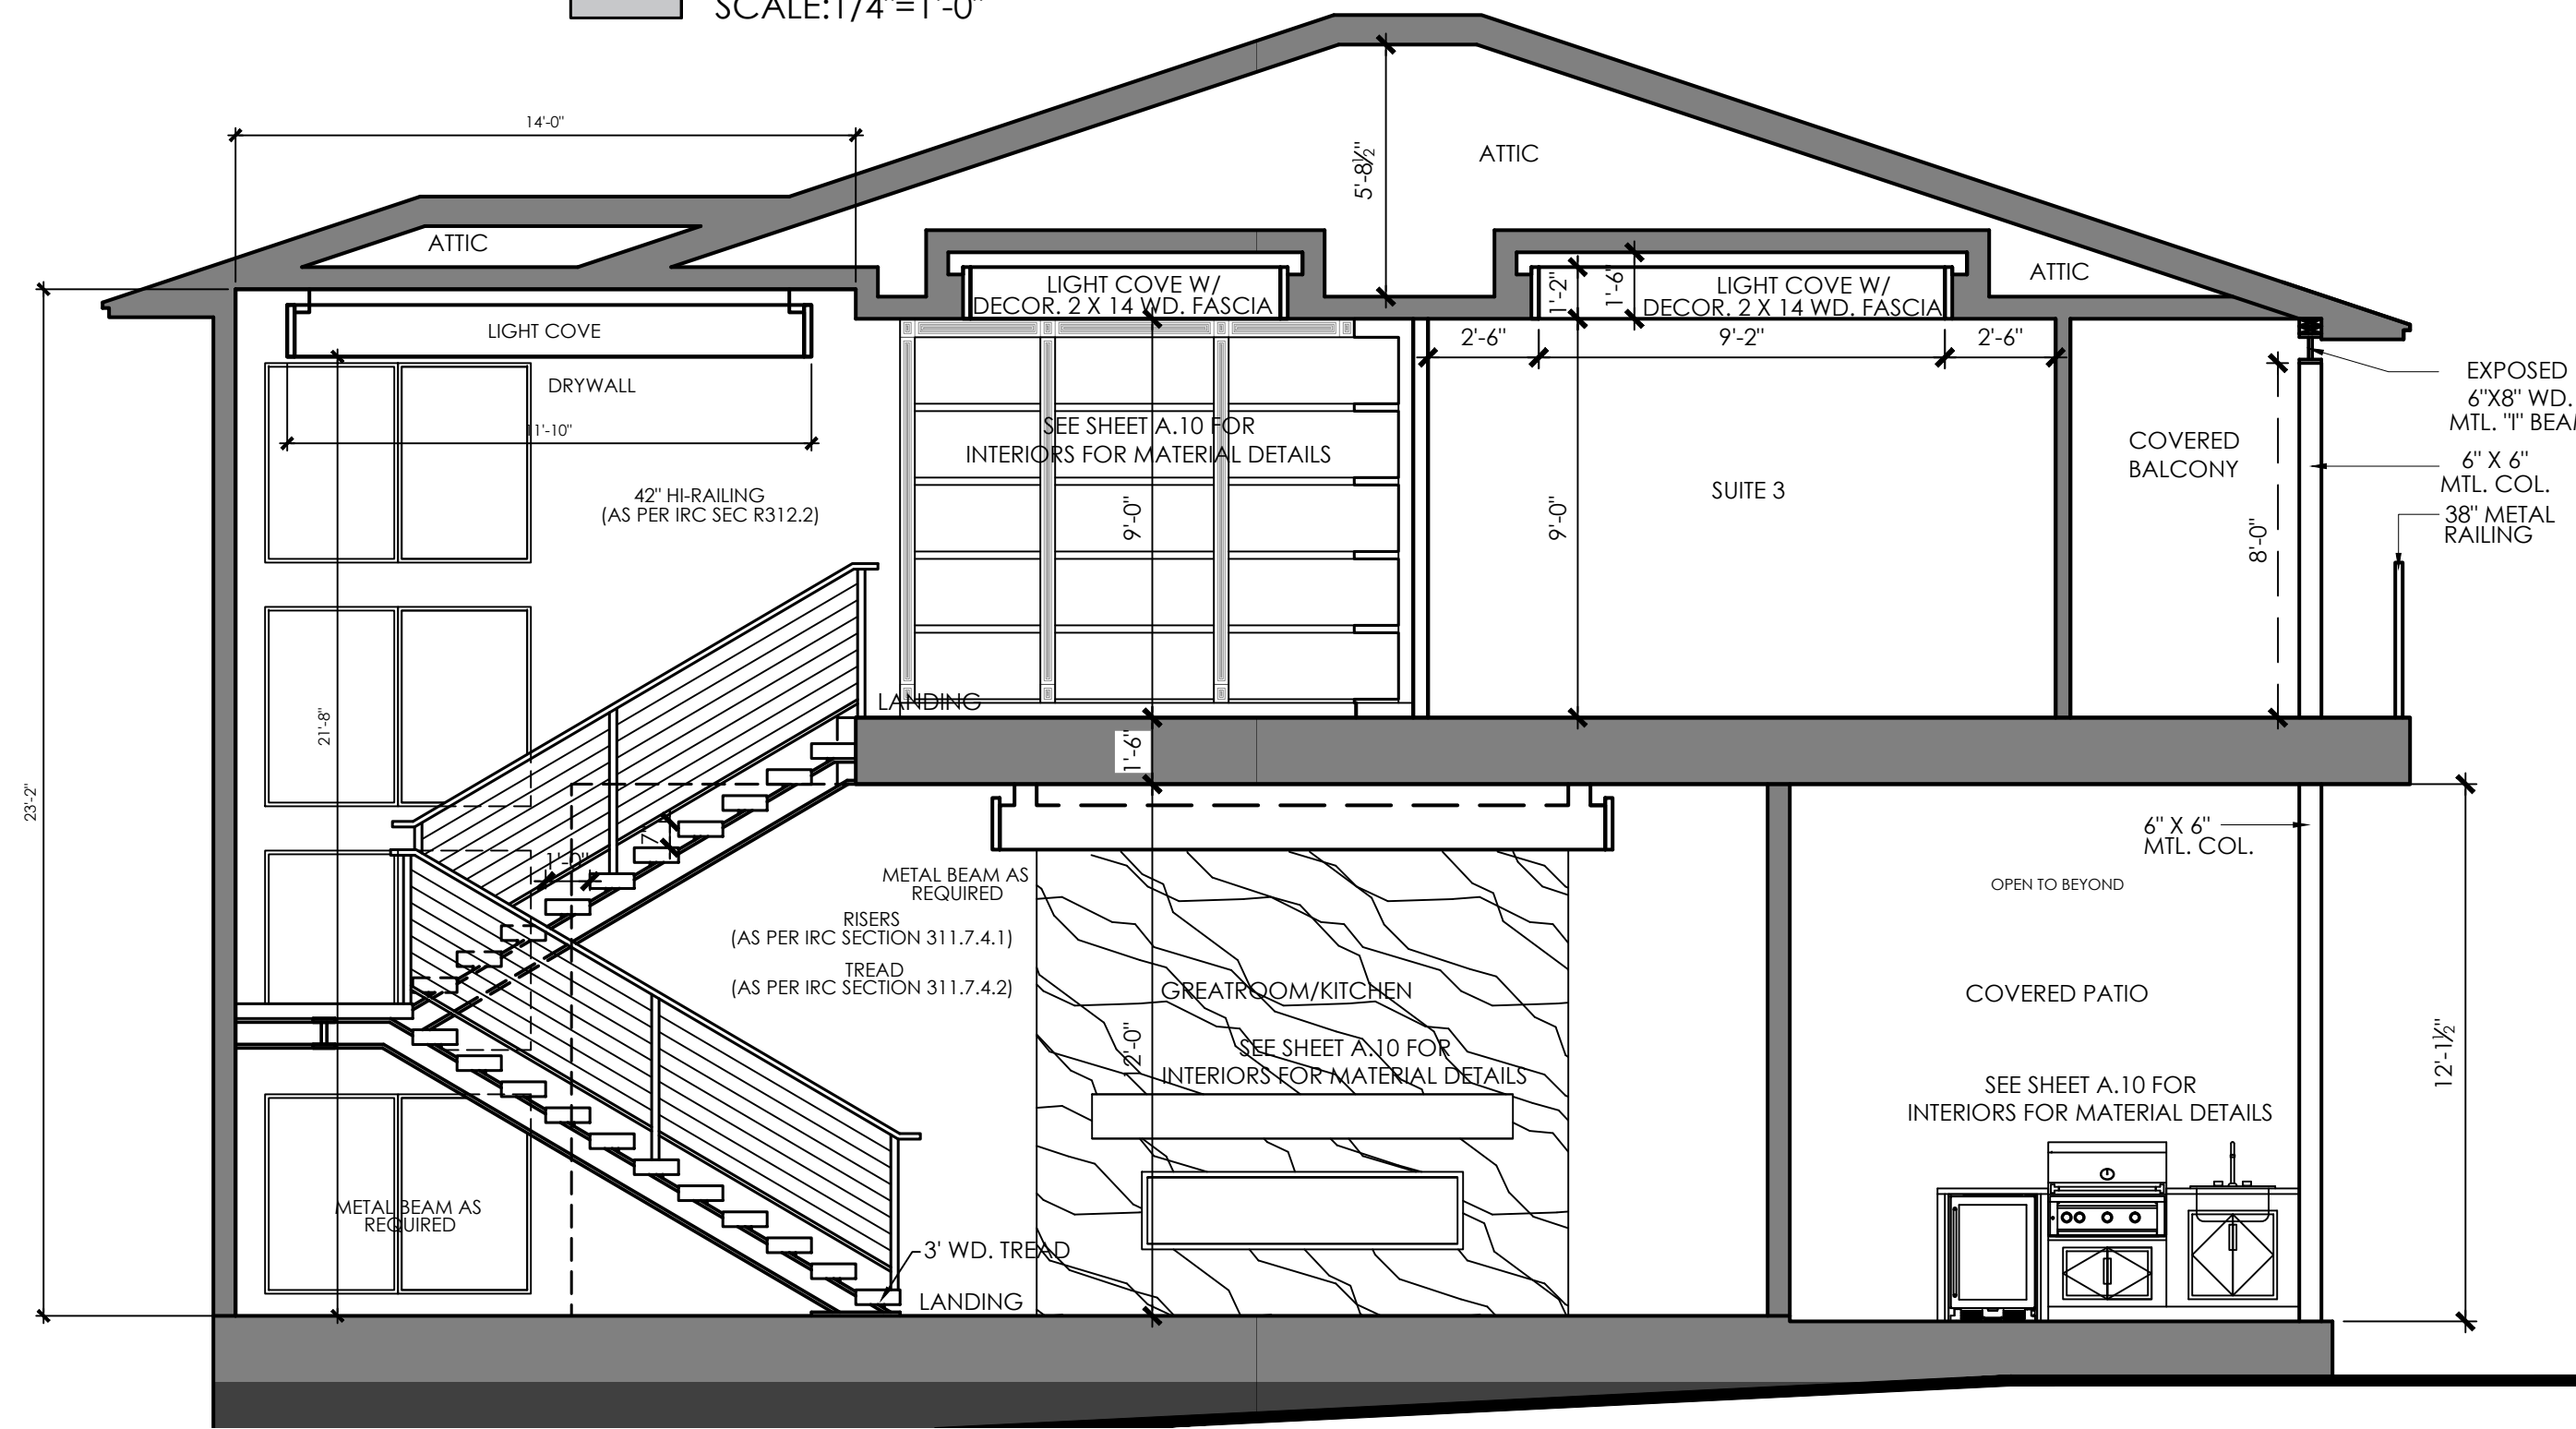 SCALE:1/4"=1'-0"
14'-0"
5'-8½"
ATTIC
ATTIC
ATTIC
LIGHT COVE W/
DECOR. 2 X 14 WD. FASCIA
1'-2"
1'-6"
LIGHT COVE W/
DECOR. 2 X 14 WD. FASCIA
LIGHT COVE
2'-6"
9'-2"
2'-6"
DRYWALL
11'-10"
EXPOSED
6"X8" WD.
MTL. "I" BEAM
SEE SHEET A.10 FOR
INTERIORS FOR MATERIAL DETAILS
COVERED
BALCONY
6" X 6"
MTL. COL.
42" HI-RAILING
(AS PER IRC SEC R312.2)
9'-0"
9'-0"
SUITE 3
8'-0"
38" METAL
RAILING
LANDING
21'-8"
23'-2"
1'-6"
7"
1'-0"
6" X 6"
MTL. COL.
METAL BEAM AS
REQUIRED
OPEN TO BEYOND
RISERS
(AS PER IRC SECTION 311.7.4.1)
TREAD
(AS PER IRC SECTION 311.7.4.2)
GREATROOM/KITCHEN
COVERED PATIO
12'-0"
SEE SHEET A.10 FOR
INTERIORS FOR MATERIAL DETAILS
12'-1½"
SEE SHEET A.10 FOR
INTERIORS FOR MATERIAL DETAILS
METAL BEAM AS
REQUIRED
3' WD. TREAD
LANDING